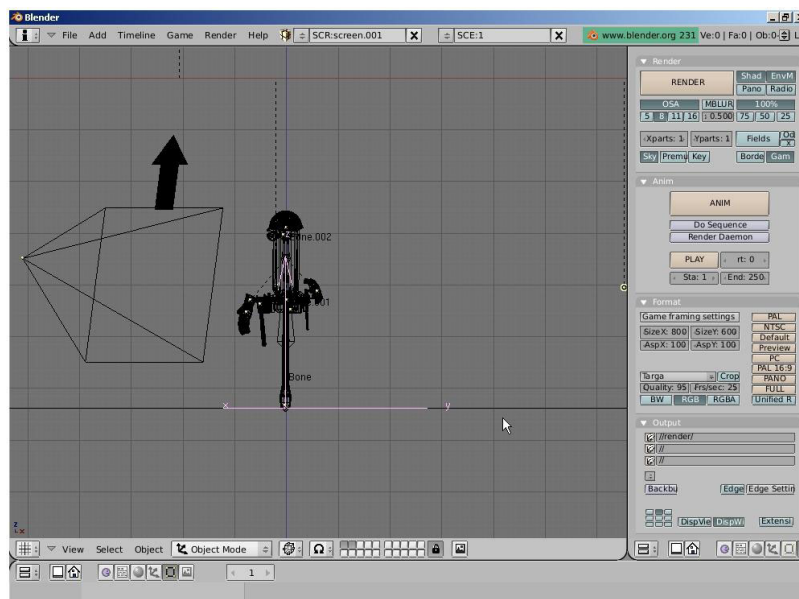 Blender
File Add Timeline Game Render Help SCR:screen.001 X SCE:1 X www.blender.org 231 Ve:0 | Fa:0 | Ob:0- L
Render
RENDER Shad EnvM
Pano Radio
OSA MBLUR 100%
5 8 11 16 0.500 75 50 25
Xparts: 1 Yparts: 1 Fields Od
x
Sky Premu Key Borde Gam
Anim
ANIM
Do Sequence
Render Daemon
PLAY rt: 0
Sta: 1 End: 250
Format
Game framing settings PAL
NTSC
SizeX: 800 SizeY: 600 Default
AspX: 100 AspY: 100 Preview
PC
Targa Crop PAL 16:9
PANO
Quality: 95 Frs/sec: 25 FULL
BW RGB RGBA Unified R
Output
//render/
//
//
Backbu Edge Edge Settin
DispVie DispWi Extensi
one.002
.001
Bone
x y
z
x
View Select Object Object Mode
1